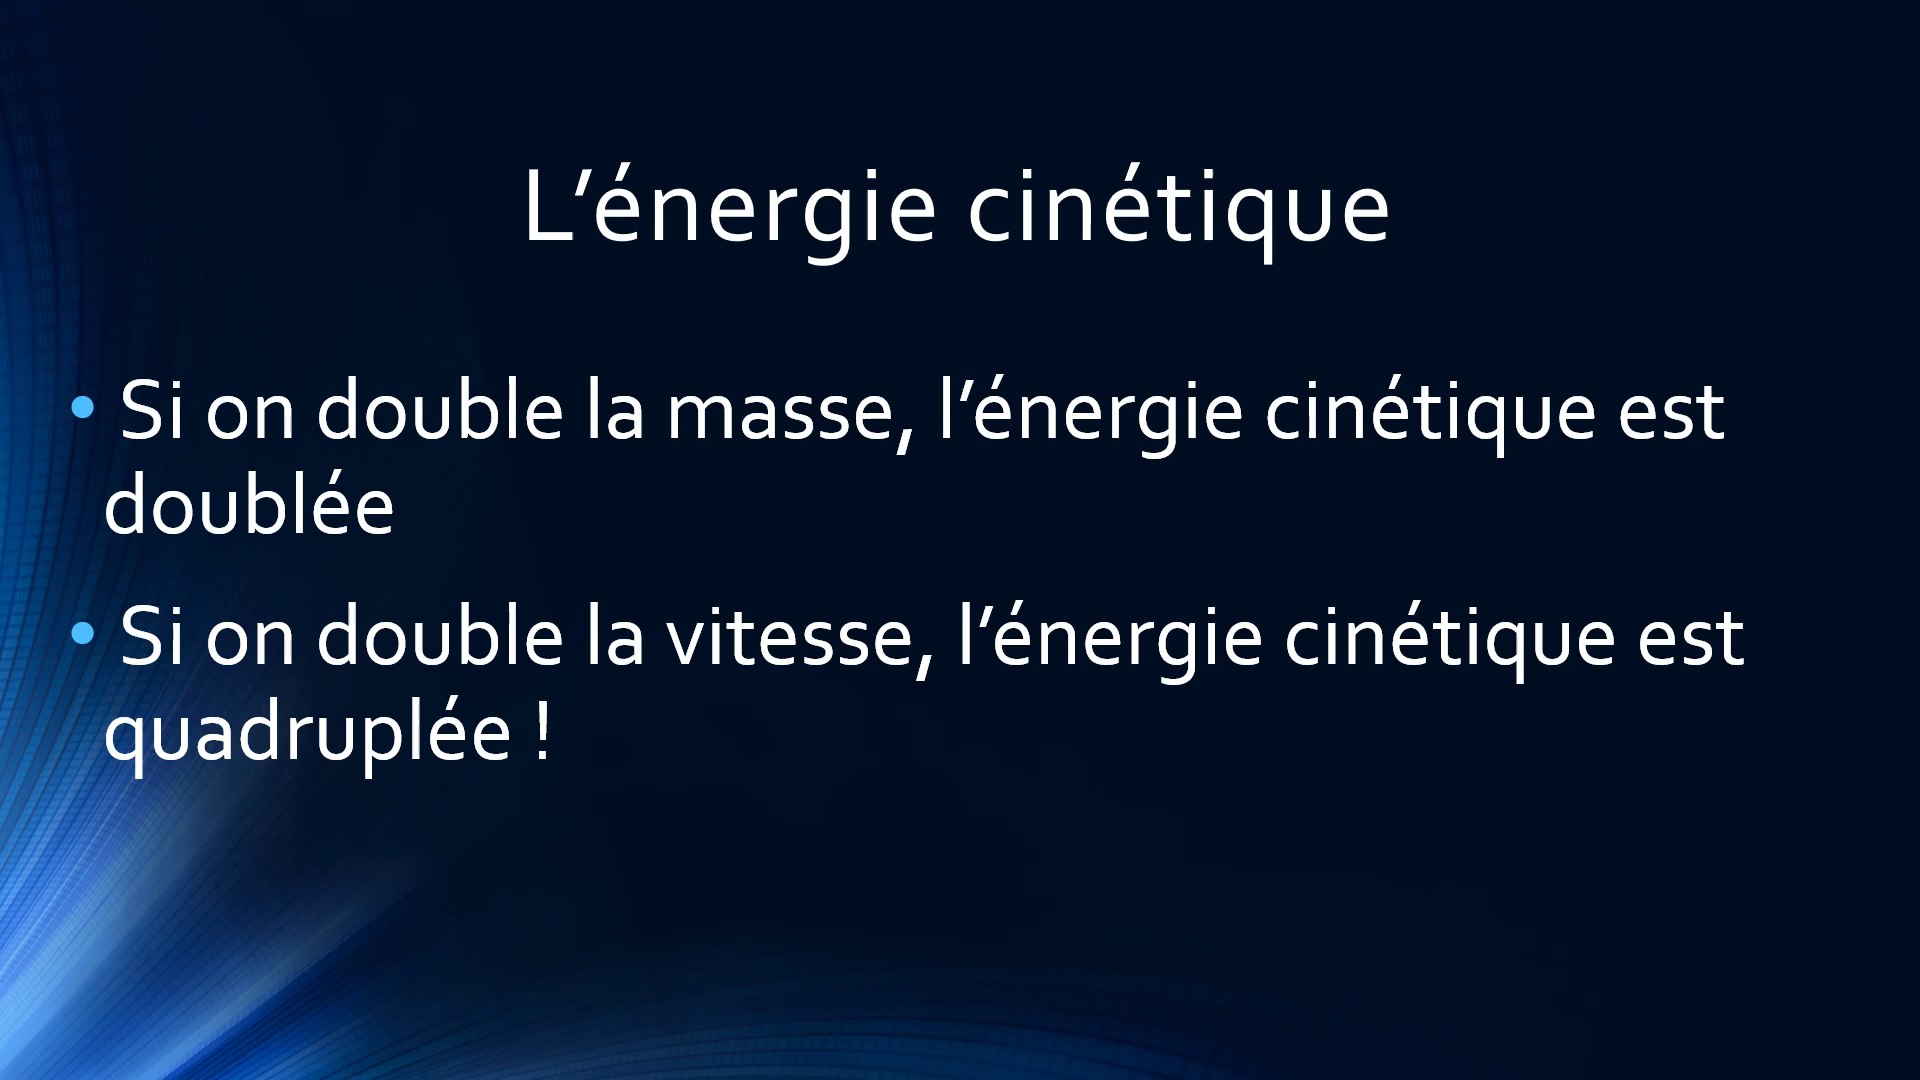 L’énergie cinétique
• Si on double la masse, l’énergie cinétique est
doublée
• Si on double la vitesse, l’énergie cinétique est
quadruplée !